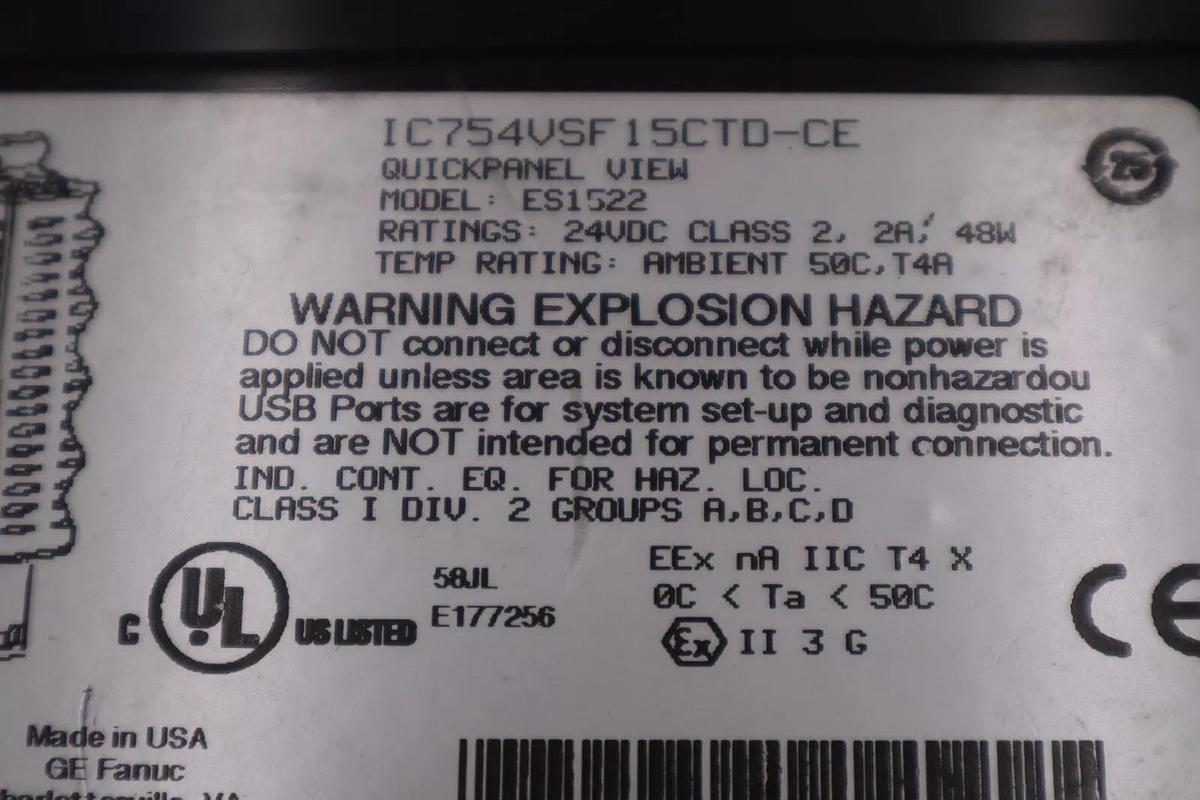 IC754VSF15CTD-CE
QUICKPANEL VIEW
MODEL: ES1522
RATINGS: 24VDC CLASS 2, 2A, 48W
TEMP RATING: AMBIENT 50C,T4A
WARNING EXPLOSION HAZARD
DO NOT connect or disconnect while power is
applied unless area is known to be nonhazardou
USB Ports are for system set-up and diagnostic
and are NOT intended for permanent connection.
IND. CONT. EQ. FOR HAZ. LOC.
CLASS I DIV. 2 GROUPS A,B,C,D
C UL US LISTED
58JL
E177256
EEx nA IIC T4 X
0C < Ta < 50C
Ex II 3 G
CE
Made in USA
GE Fanuc
VA